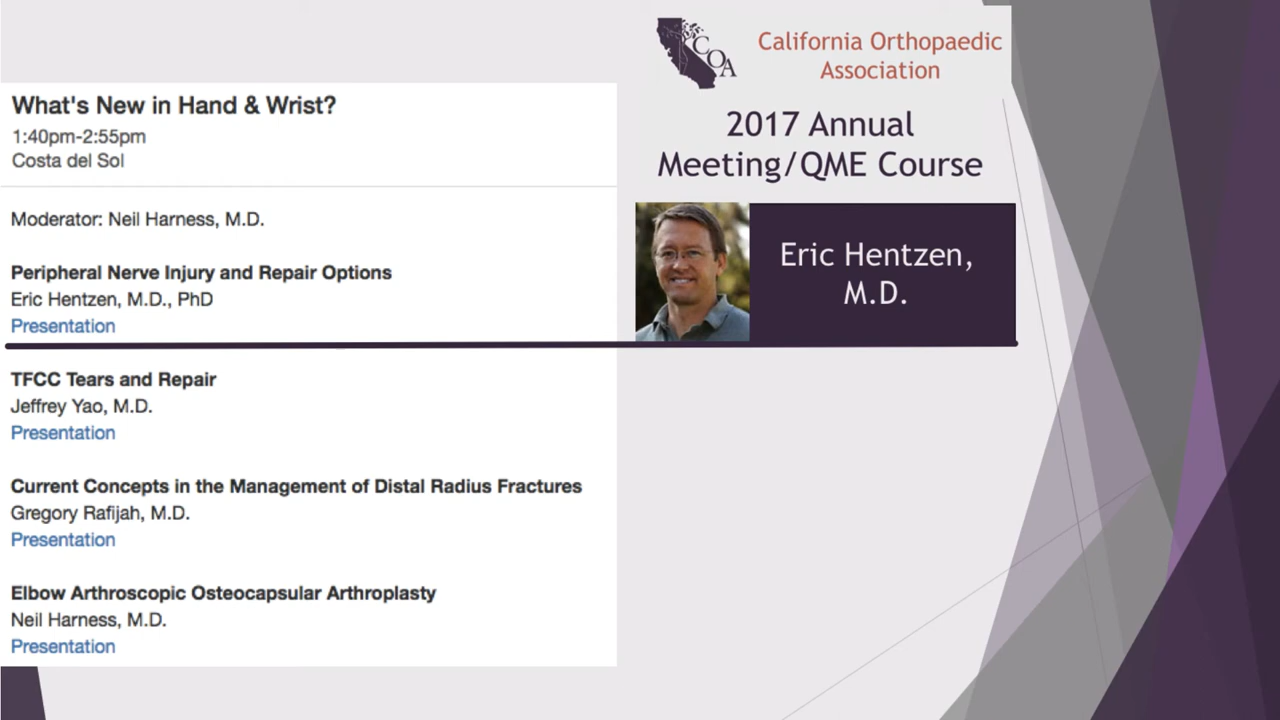 What's New in Hand & Wrist?
1:40pm-2:55pm
Costa del Sol
Moderator: Neil Harness, M.D.
Peripheral Nerve Injury and Repair Options
Eric Hentzen, M.D., PhD
Presentation
TFCC Tears and Repair
Jeffrey Yao, M.D.
Presentation
Current Concepts in the Management of Distal Radius Fractures
Gregory Rafijah, M.D.
Presentation
Elbow Arthroscopic Osteocapsular Arthroplasty
Neil Harness, M.D.
Presentation
COA
California Orthopaedic
Association
2017 Annual
Meeting/QME Course
Eric Hentzen,
M.D.